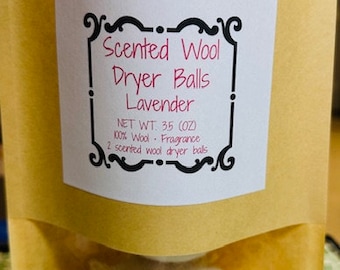 Scented Wool
Dryer Balls
Lavender
NET WT. 3.5 (OZ)
100% Wool - Fragrance
2 scented wool dryer balls